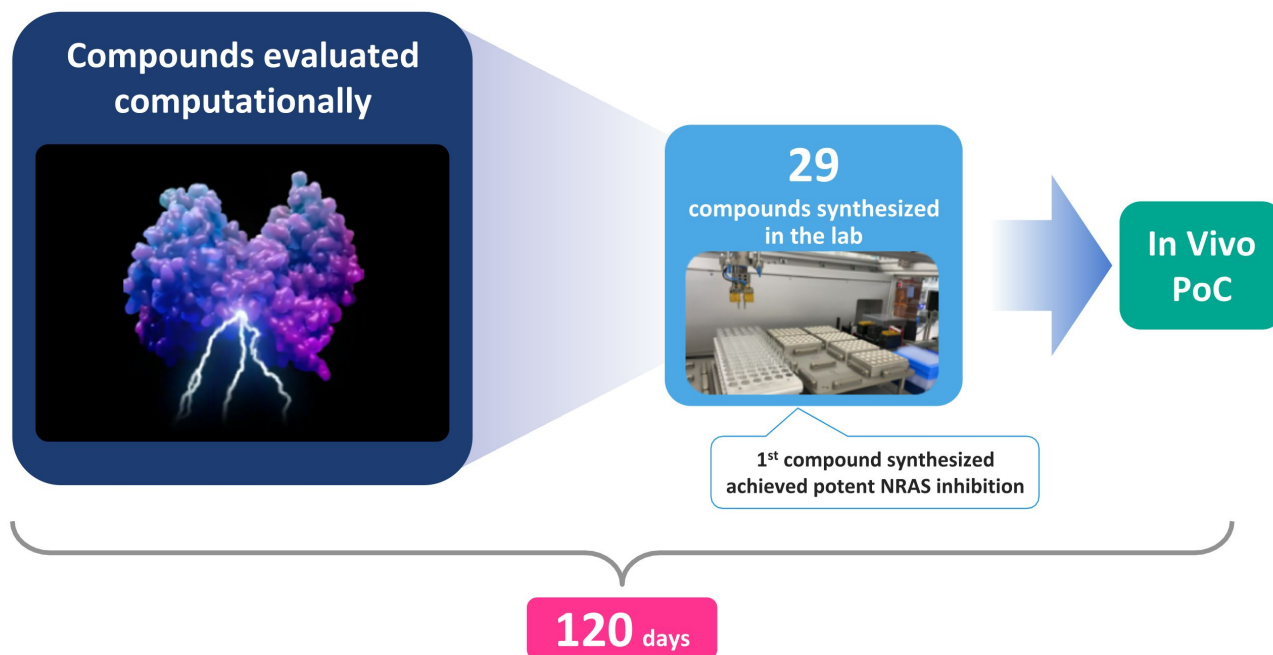 Compounds evaluated
computationally
29
compounds synthesized
in the lab
1st compound synthesized
achieved potent NRAS inhibition
In Vivo
PoC
120 days